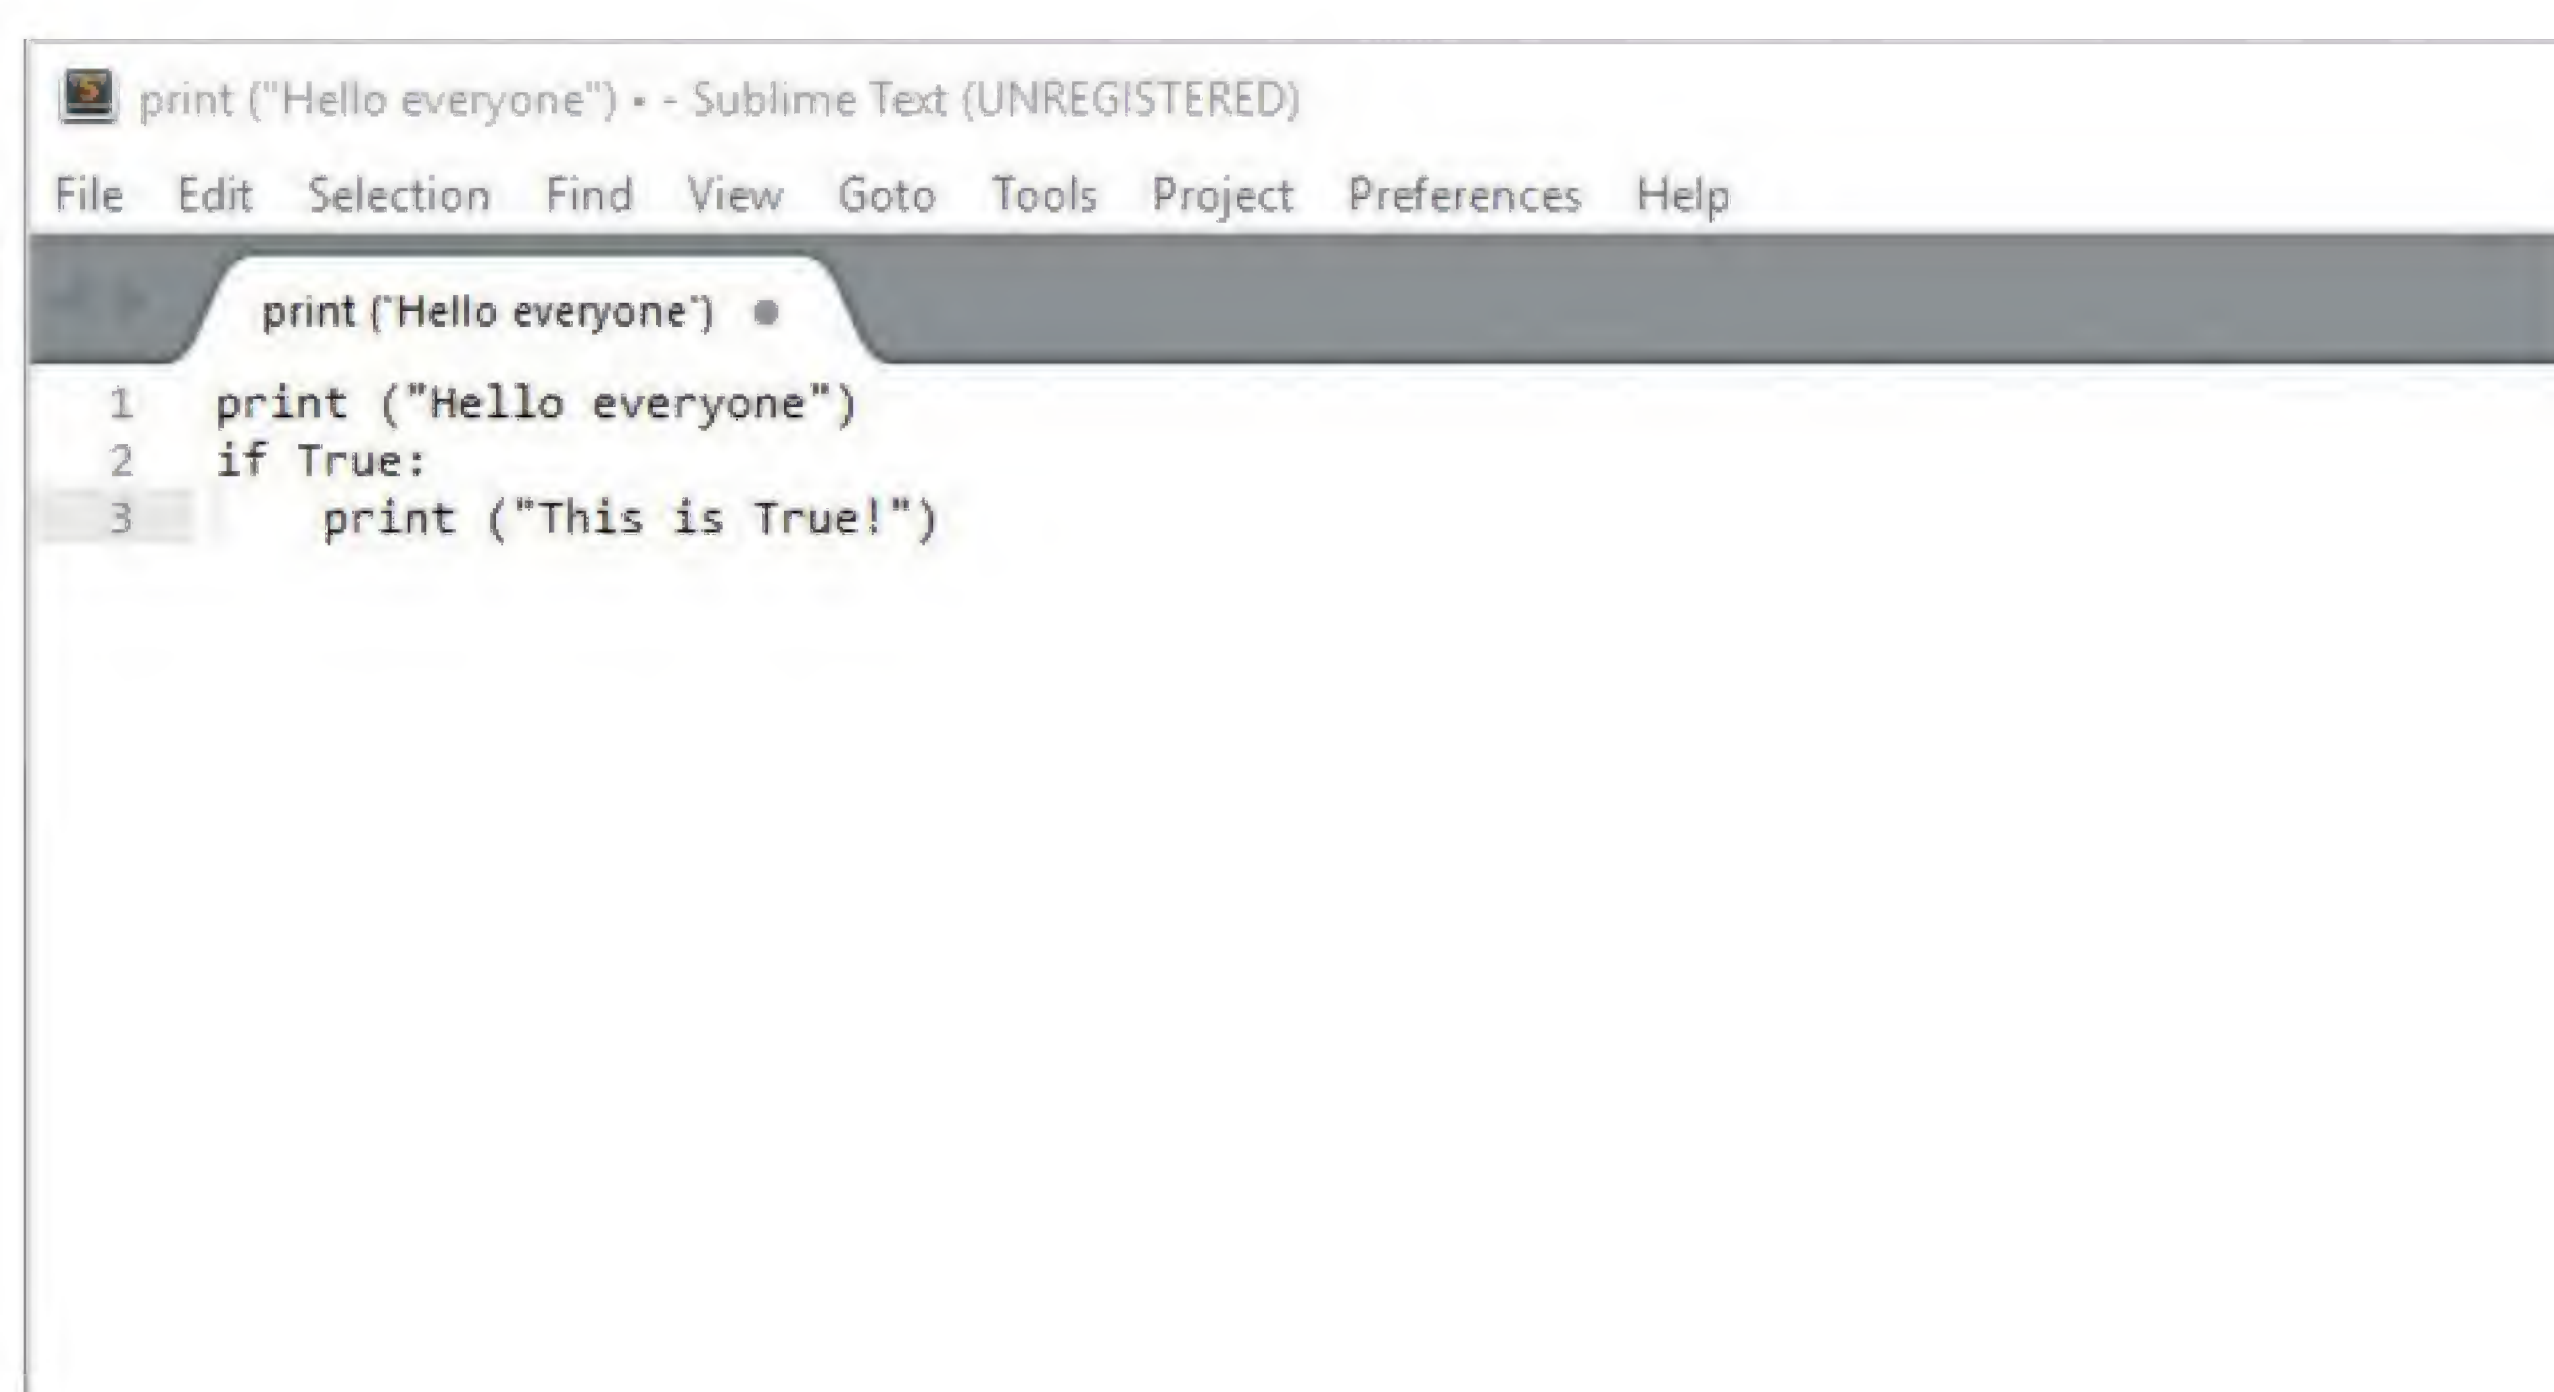 print ("Hello everyone") • - Sublime Text (UNREGISTERED)
File Edit Selection Find View Goto Tools Project Preferences Help
print ("Hello everyone")
1 print ("Hello everyone")
2 if True:
3     print ("This is True!")